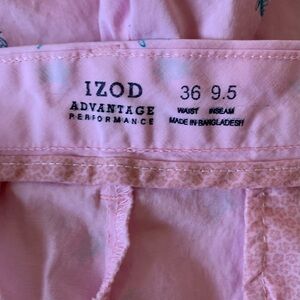 IZOD
ADVANTAGE
PERFORMANCE
36 9.5
WAIST INSEAM
MADE IN BANGLADESH